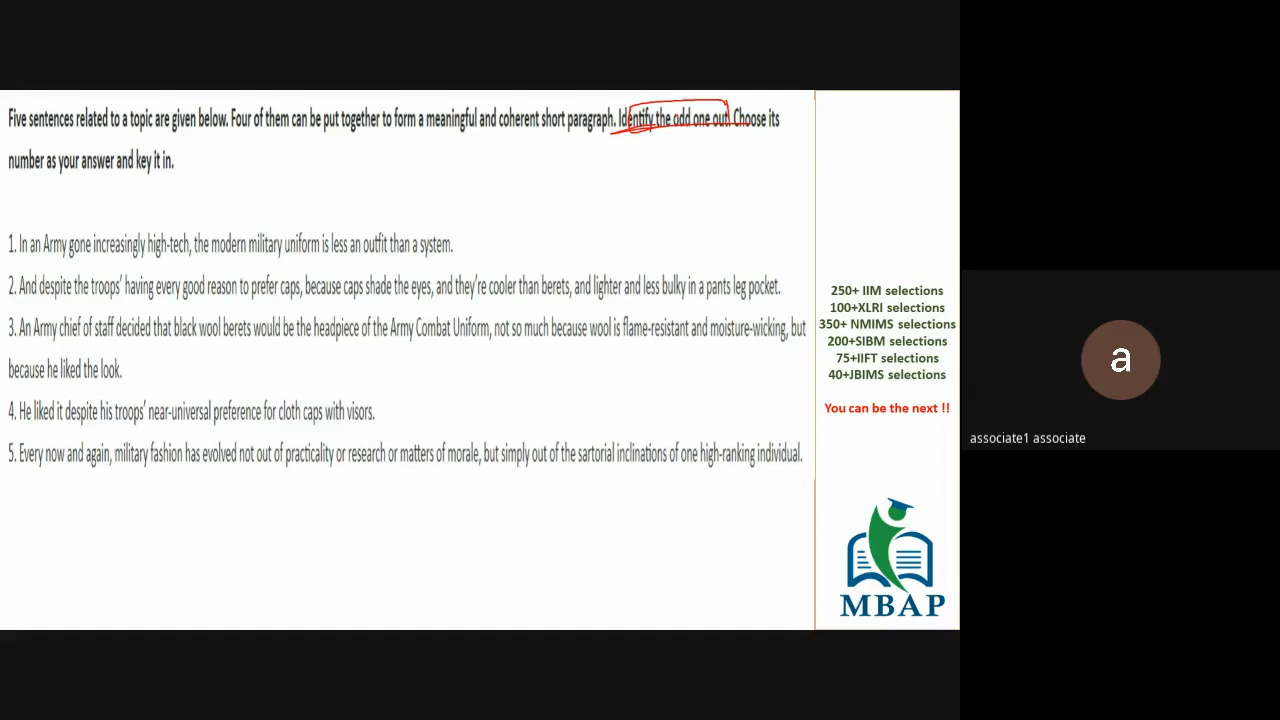 Five sentences related to a topic are given below. Four of them can be put together to form a meaningful and coherent short paragraph. Identify the odd one out. Choose its
number as your answer and key it in.
1. In an Army gone increasingly high-tech, the modern military uniform is less an outfit than a system.
2. And despite the troops' having every good reason to prefer caps, because caps shade the eyes, and they're cooler than berets, and lighter and less bulky in a pants leg pocket.
3. An Army chief of staff decided that black wool berets would be the headpiece of the Army Combat Uniform, not so much because wool is flame-resistant and moisture-wicking, but
because he liked the look.
4. He liked it despite his troops' near-universal preference for cloth caps with visors.
5. Every now and again, military fashion has evolved not out of practicality or research or matters of morale, but simply out of the sartorial inclinations of one high-ranking individual.
250+ IIM selections
100+XLRI selections
350+ NMIMS selections
200+SIBM selections
75+IIFT selections
40+JBIMS selections
You can be the next !!
MBAP
a
associate1 associate